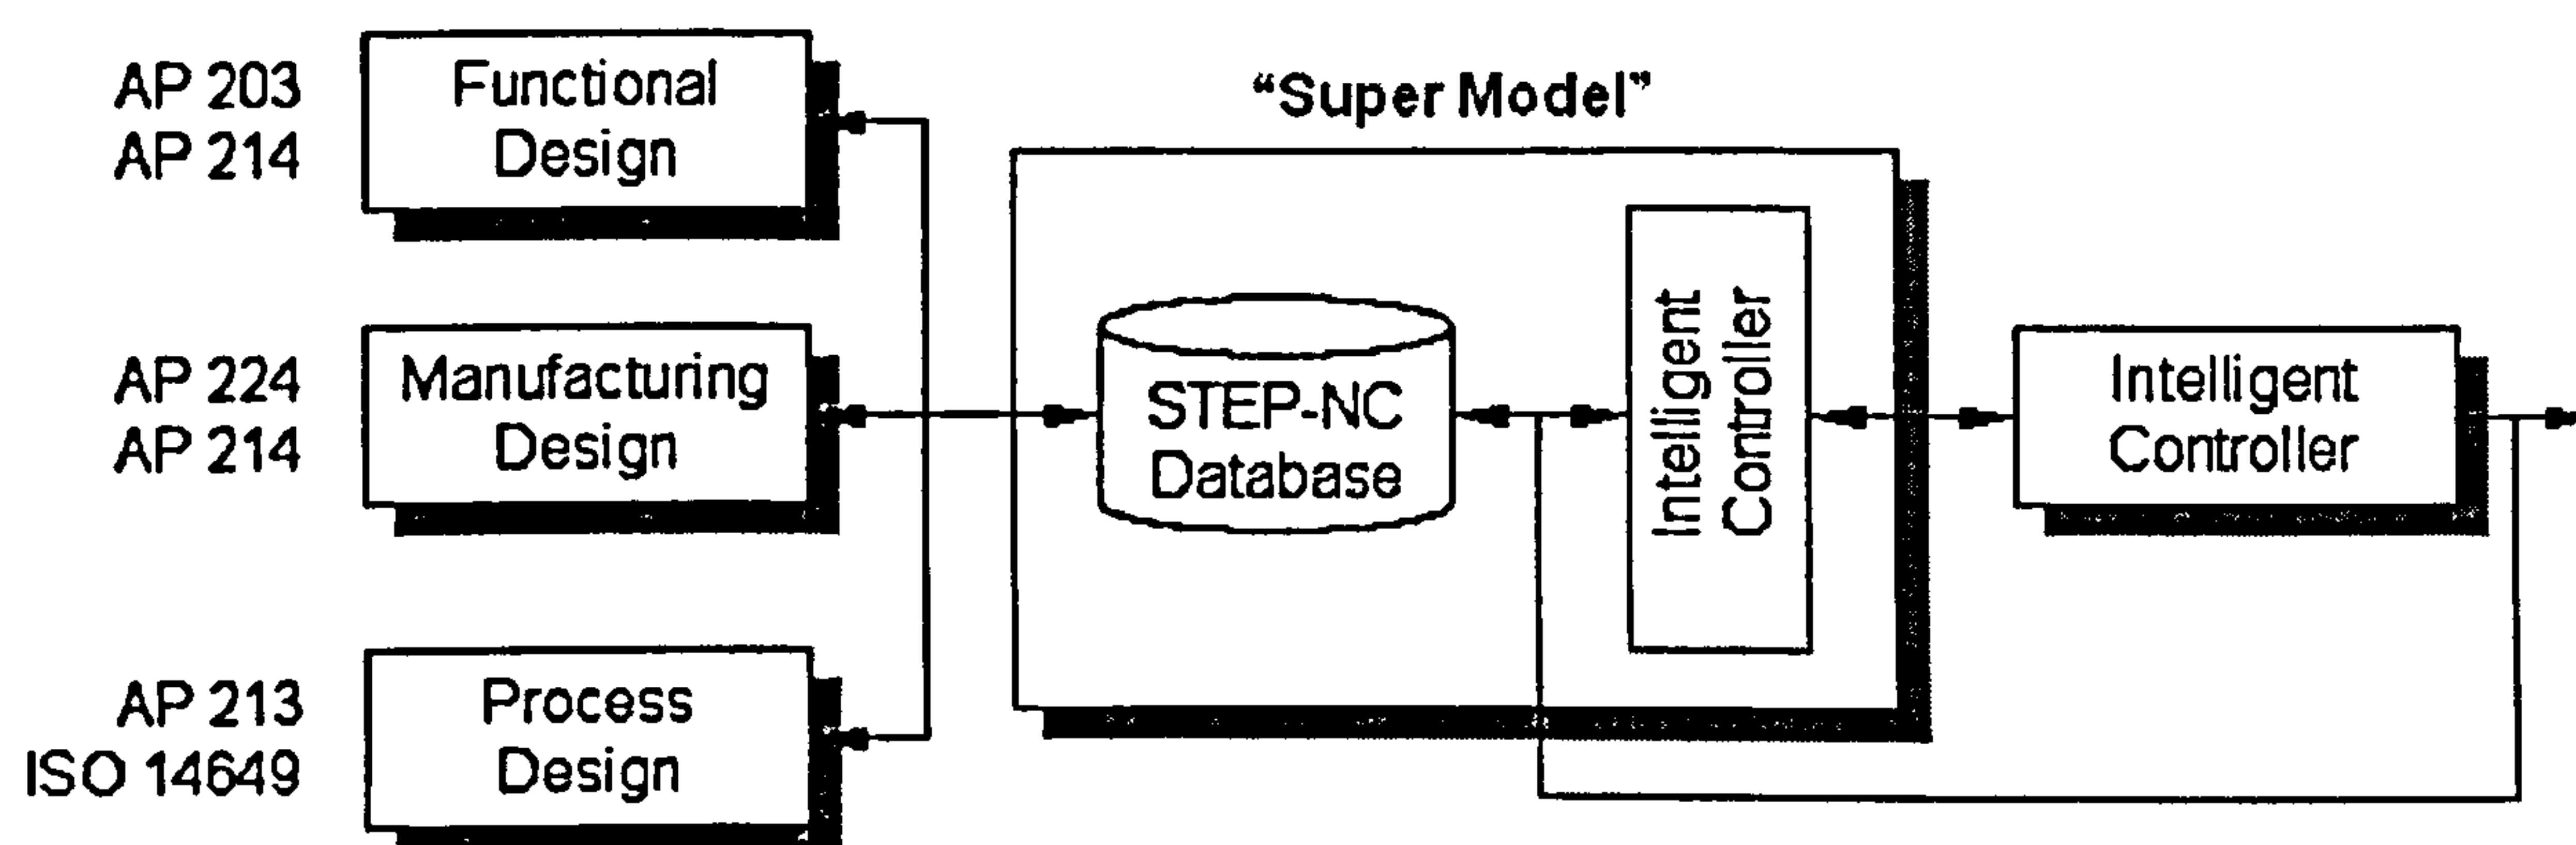 AP 203
AP 214
Functional
Design
“Super Model”
AP 224
AP 214
Manufacturing
Design
STEP-NC
Database
Intelligent
Controller
Intelligent
Controller
AP 213
ISO 14649
Process
Design